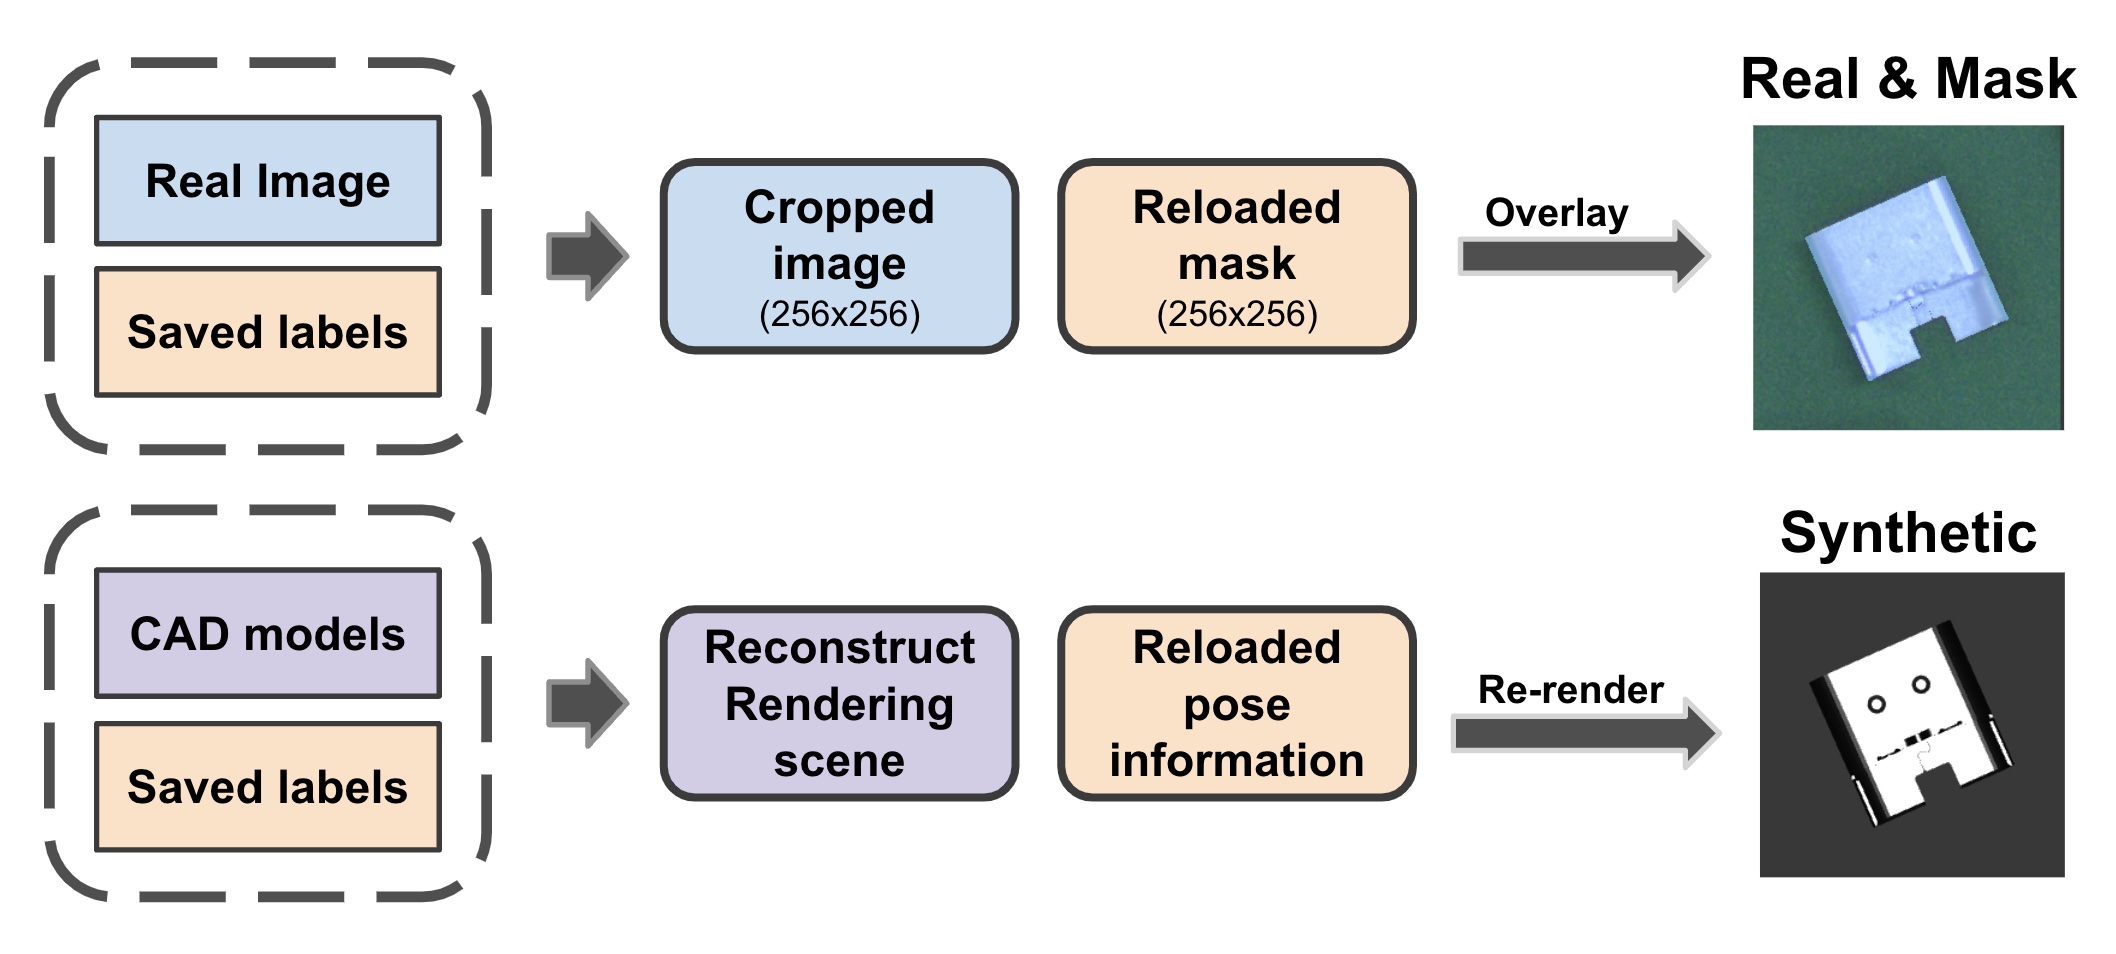 Real Image
Saved labels
Cropped
image
(256x256)
Reloaded
mask
(256x256)
Overlay
Real & Mask
CAD models
Saved labels
Reconstruct
Rendering
scene
Reloaded
pose
information
Re-render
Synthetic